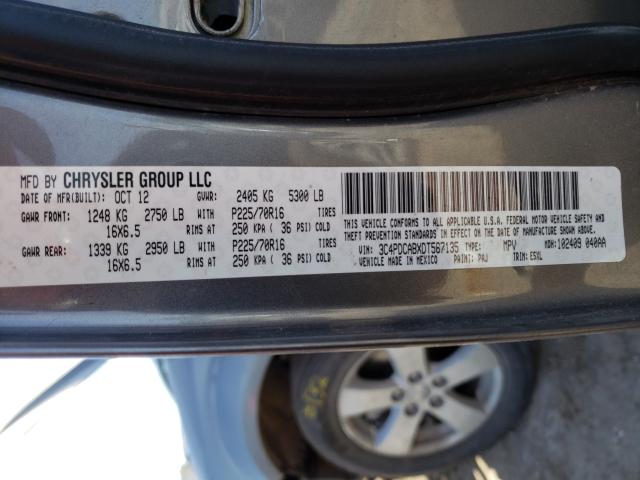 MFD BY CHRYSLER GROUP LLC
DATE OF MFR(BUILT): OCT 12 GVWR: 2405 KG 5300 LB
GAWR FRONT: 1248 KG 2750 LB WITH P225/70R16 TIRES
16X6.5 RIMS AT 250 KPA ( 36 PSI) COLD
GAWR REAR: 1339 KG 2950 LB WITH P225/70R16 TIRES
16X6.5 RIMS AT 250 KPA ( 36 PSI) COLD
THIS VEHICLE CONFORMS TO ALL APPLICABLE U.S.A. FEDERAL MOTOR VEHICLE SAFETY AND
THEFT PREVENTION STANDARDS IN EFFECT ON THE DATE OF MANUFACTURE SHOWN ABOVE.
VIN: 3C4PDCABXDT567135 TYPE: MPV MDH:102409 040AA
VEHICLE MADE IN MEXICO PAINT: PAJ TRIM: E5XL